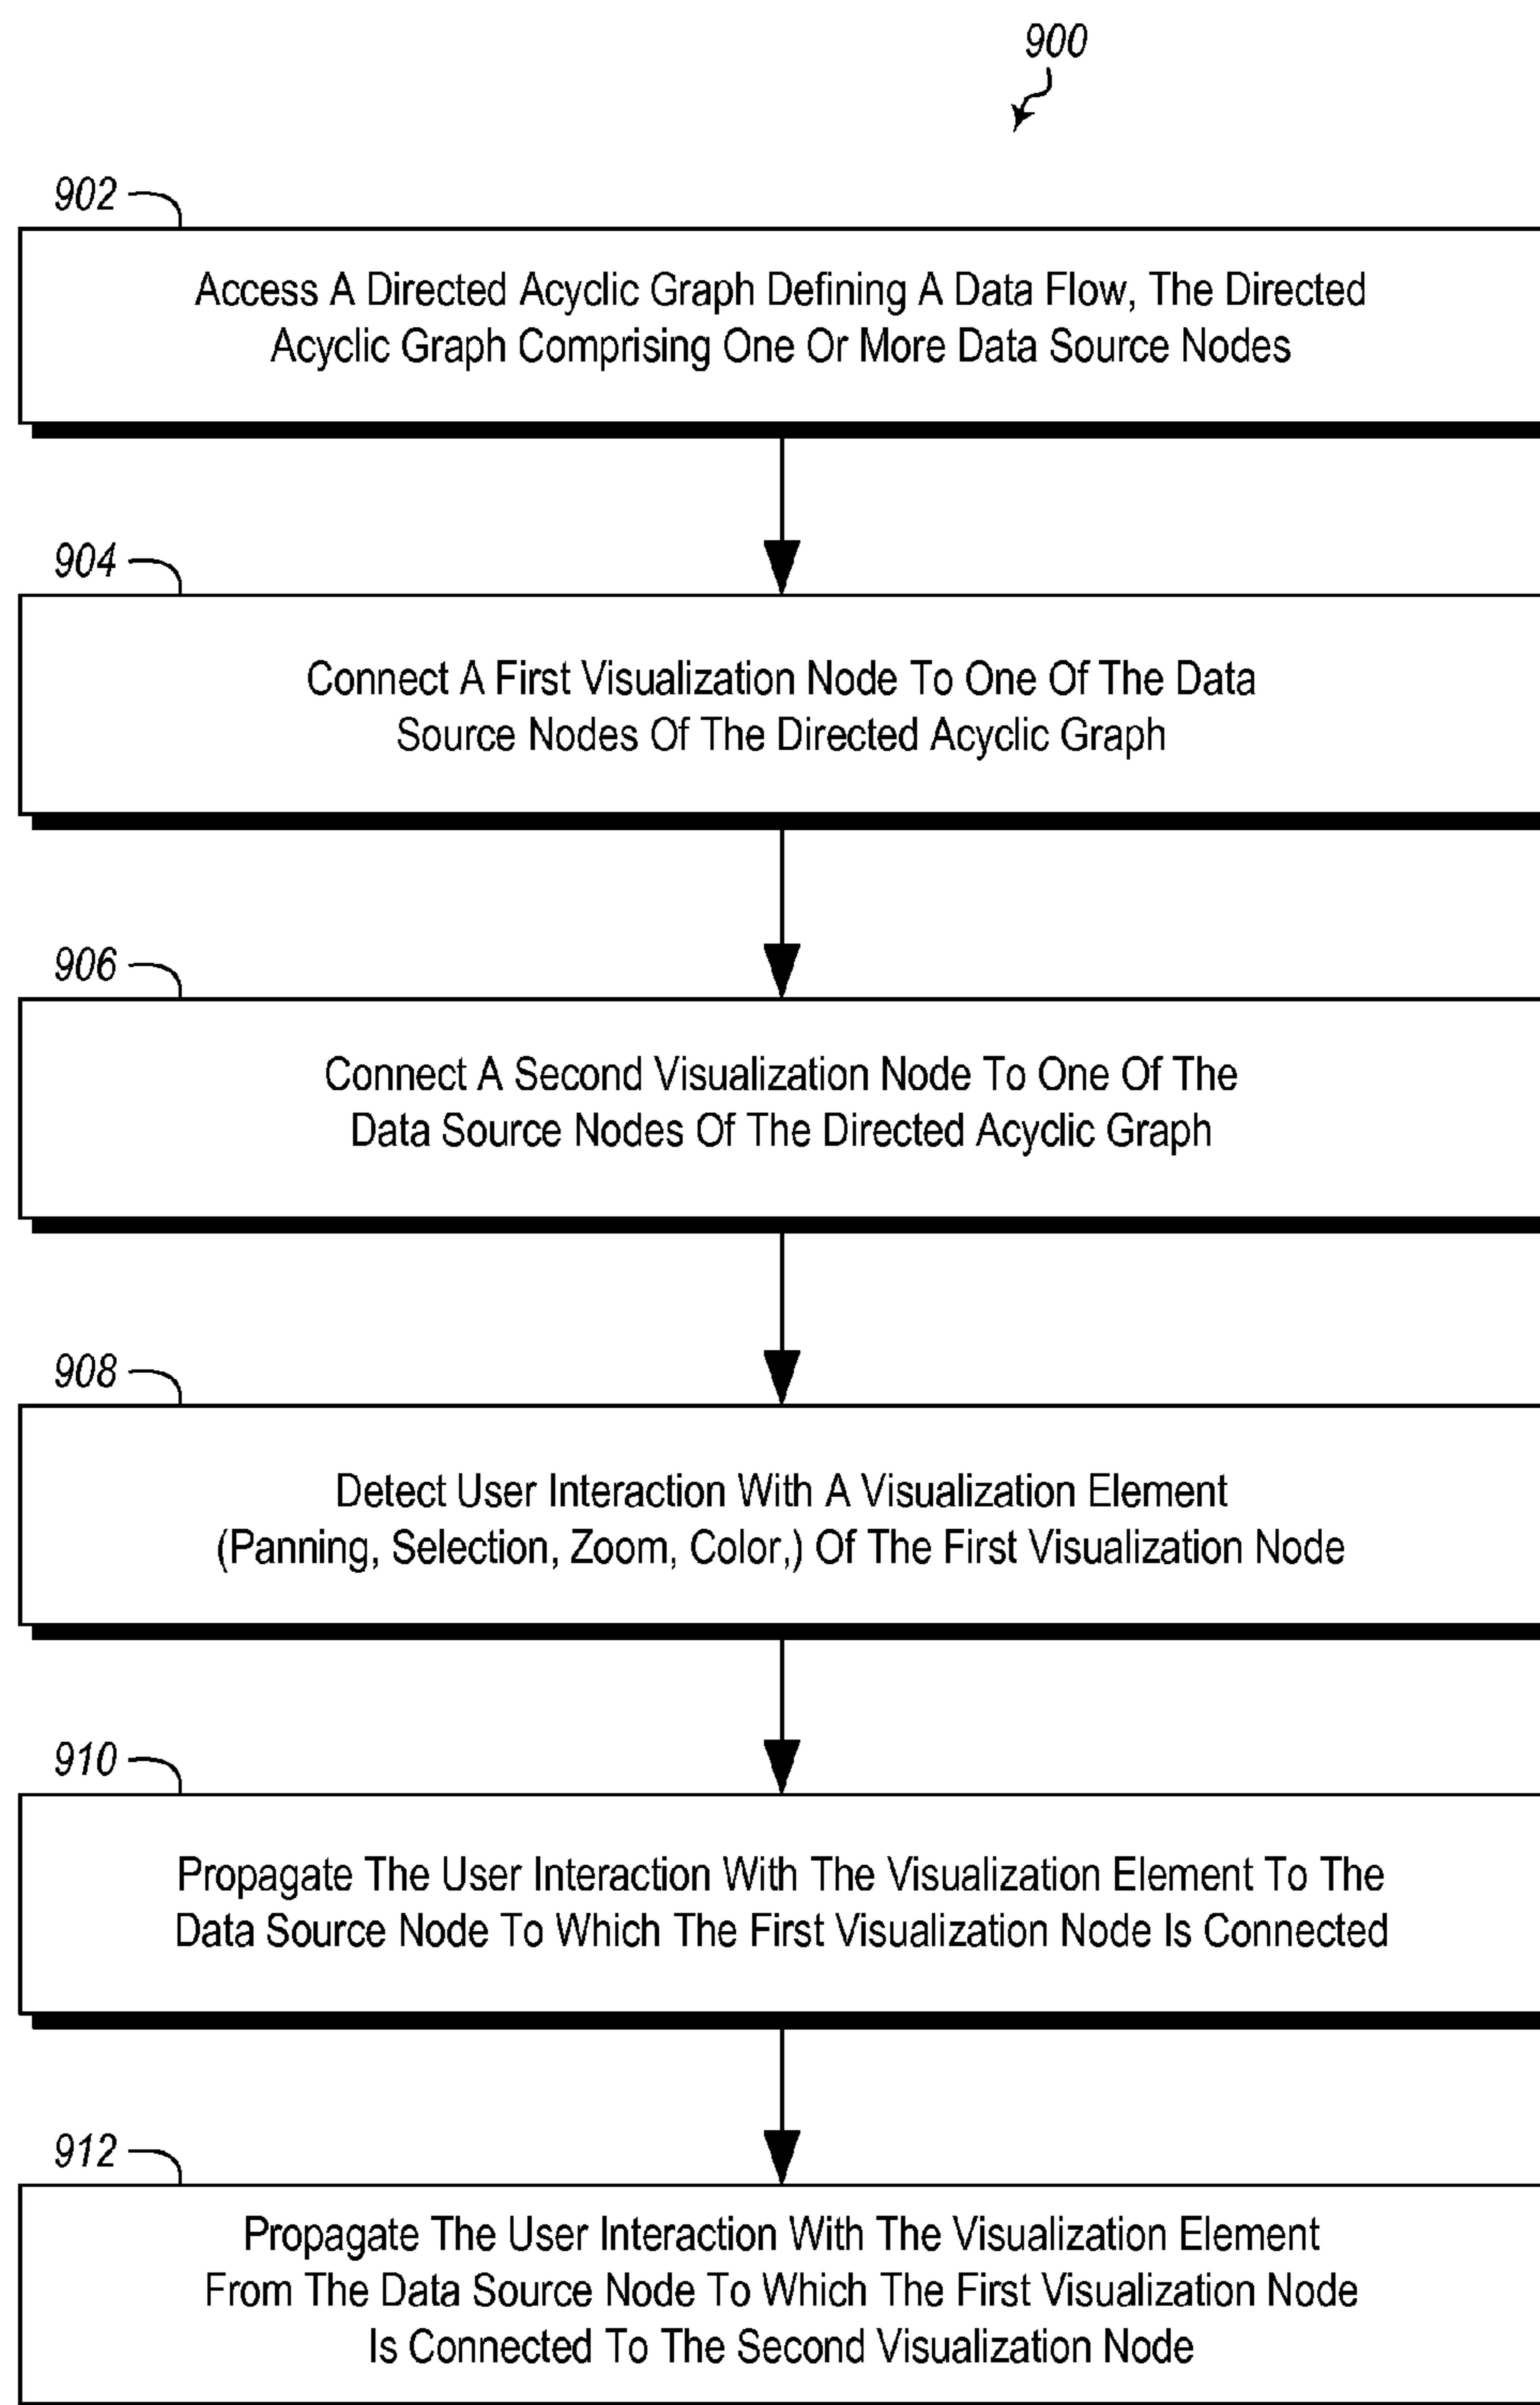 900
902
Access A Directed Acyclic Graph Defining A Data Flow, The Directed
Acyclic Graph Comprising One Or More Data Source Nodes
904
Connect A First Visualization Node To One Of The Data
Source Nodes Of The Directed Acyclic Graph
906
Connect A Second Visualization Node To One Of The
Data Source Nodes Of The Directed Acyclic Graph
908
Detect User Interaction With A Visualization Element
(Panning, Selection, Zoom, Color,) Of The First Visualization Node
910
Propagate The User Interaction With The Visualization Element To The
Data Source Node To Which The First Visualization Node Is Connected
912
Propagate The User Interaction With The Visualization Element
From The Data Source Node To Which The First Visualization Node
Is Connected To The Second Visualization Node